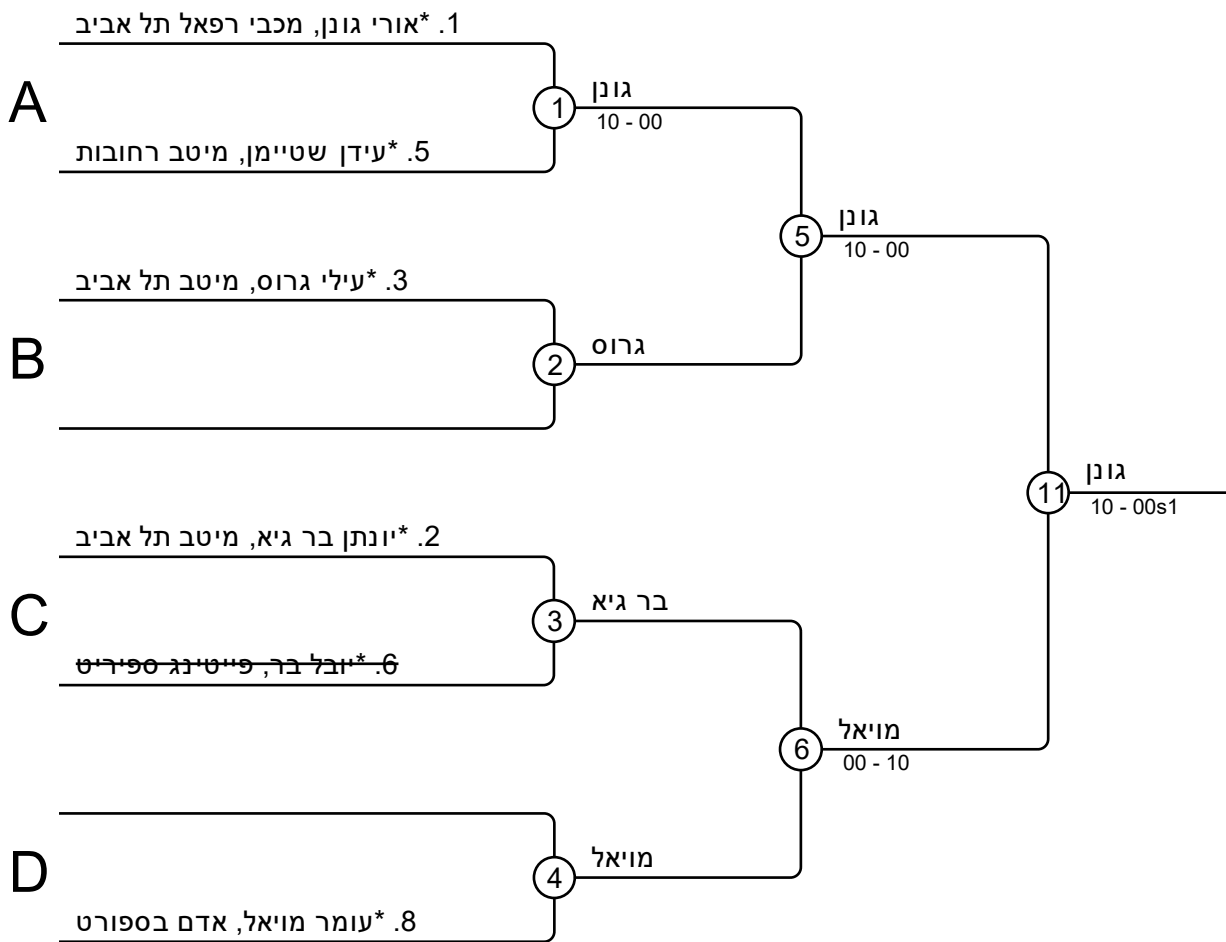 1. *אורי גונן, מכבי רפאל תל אביב
A
1
גונן
10 - 00
5. *עידן שטיימן, מיטב רחובות
5
גונן
10 - 00
3. *עילי גרוס, מיטב תל אביב
B
2
גרוס
11
גונן
10 - 00s1
2. *יונתן בר גיא, מיטב תל אביב
C
3
בר גיא
6. *יובל בר, פייטינג ספיריט
6
מויאל
00 - 10
D
4
מויאל
8. *עומר מויאל, אדם בספורט